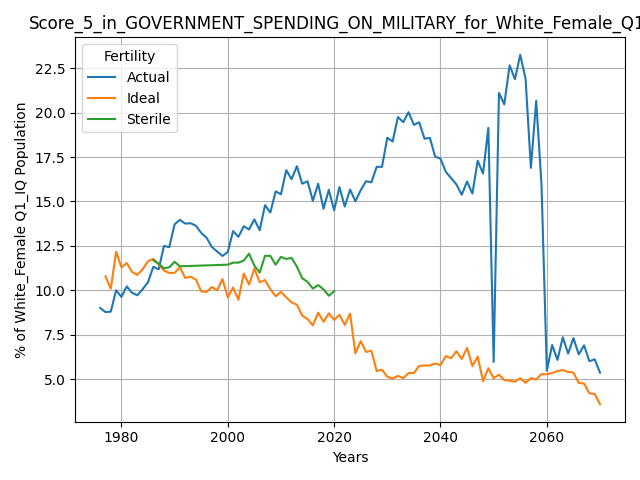 Score_5_in_GOVERNMENT_SPENDING_ON_MILITARY_for_White_Female_Q1
Fertility
Actual
Ideal
Sterile
% of White_Female Q1_IQ Population
22.5
20.0
17.5
15.0
12.5
10.0
7.5
5.0
1980 2000 2020 2040 2060
Years